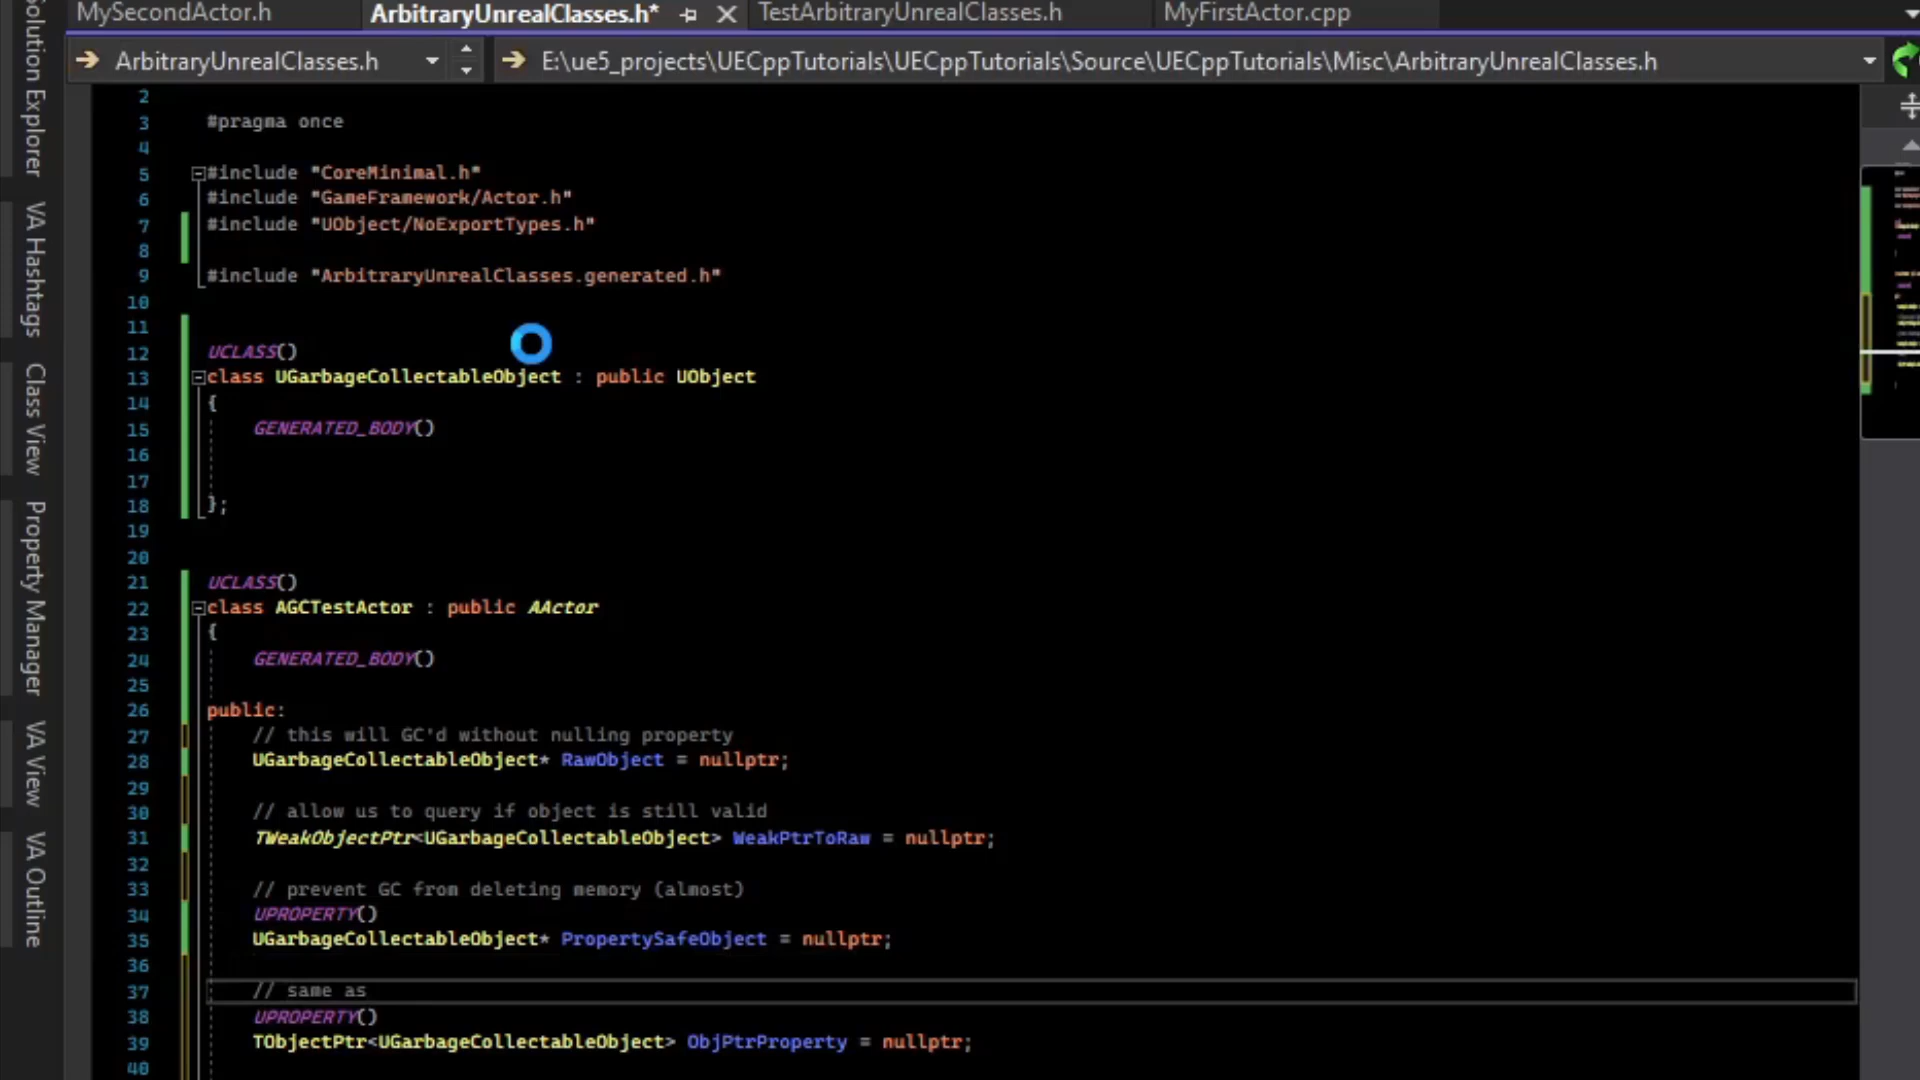 MySecondActor.h
ArbitraryUnrealClasses.h*
TestArbitraryUnrealClasses.h
MyFirstActor.cpp
ArbitraryUnrealClasses.h
E:\ue5_projects\UECppTutorials\UECppTutorials\Source\UECppTutorials\Misc\ArbitraryUnrealClasses.h
Solution Explorer
VA Hashtags
Class View
Property Manager
VA View
VA Outline
2
3 #pragma once
4
5 #include "CoreMinimal.h"
6 #include "GameFramework/Actor.h"
7 #include "UObject/NoExportTypes.h"
8
9 #include "ArbitraryUnrealClasses.generated.h"
10
11
12 UCLASS()
13 class UGarbageCollectableObject : public UObject
14 {
15 GENERATED_BODY()
16
17
18 };
19
20
21 UCLASS()
22 class AGCTestActor : public AActor
23 {
24 GENERATED_BODY()
25
26 public:
27 // this will GC'd without nulling property
28 UGarbageCollectableObject* RawObject = nullptr;
29
30 // allow us to query if object is still valid
31 TWeakObjectPtr<UGarbageCollectableObject> WeakPtrToRaw = nullptr;
32
33 // prevent GC from deleting memory (almost)
34 UPROPERTY()
35 UGarbageCollectableObject* PropertySafeObject = nullptr;
36
37 // same as
38 UPROPERTY()
39 TObjectPtr<UGarbageCollectableObject> ObjPtrProperty = nullptr;
40